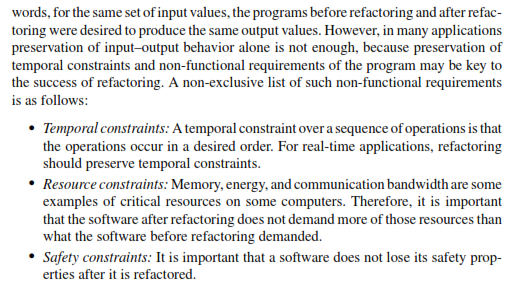 words, for the same set of input values, the programs before refactoring and after refac-
toring were desired to produce the same output values. However, in many applications
preservation of input–output behavior alone is not enough, because preservation of
temporal constraints and non-functional requirements of the program may be key to
the success of refactoring. A non-exclusive list of such non-functional requirements
is as follows:
• Temporal constraints: A temporal constraint over a sequence of operations is that
the operations occur in a desired order. For real-time applications, refactoring
should preserve temporal constraints.
• Resource constraints: Memory, energy, and communication bandwidth are some
examples of critical resources on some computers. Therefore, it is important
that the software after refactoring does not demand more of those resources than
what the software before refactoring demanded.
• Safety constraints: It is important that a software does not lose its safety prop-
erties after it is refactored.